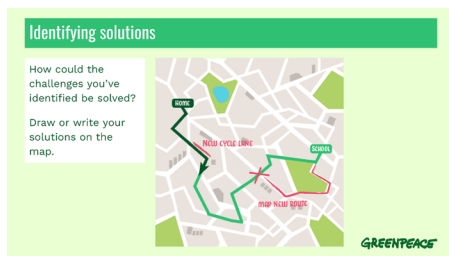 Identifying solutions
How could the
challenges you've
identified be solved?
Draw or write your
solutions on the
map.
HOME
NEW CYCLE LANE
SCHOOL
MAP NEW ROUTE
GREENPEACE